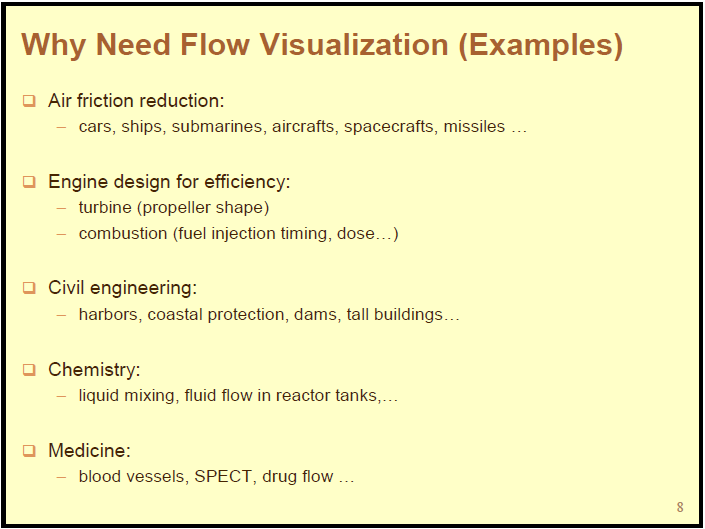 Why Need Flow Visualization (Examples)
❑ Air friction reduction:
– cars, ships, submarines, aircrafts, spacecrafts, missiles …
❑ Engine design for efficiency:
– turbine (propeller shape)
– combustion (fuel injection timing, dose…)
❑ Civil engineering:
– harbors, coastal protection, dams, tall buildings…
❑ Chemistry:
– liquid mixing, fluid flow in reactor tanks,…
❑ Medicine:
– blood vessels, SPECT, drug flow …
8